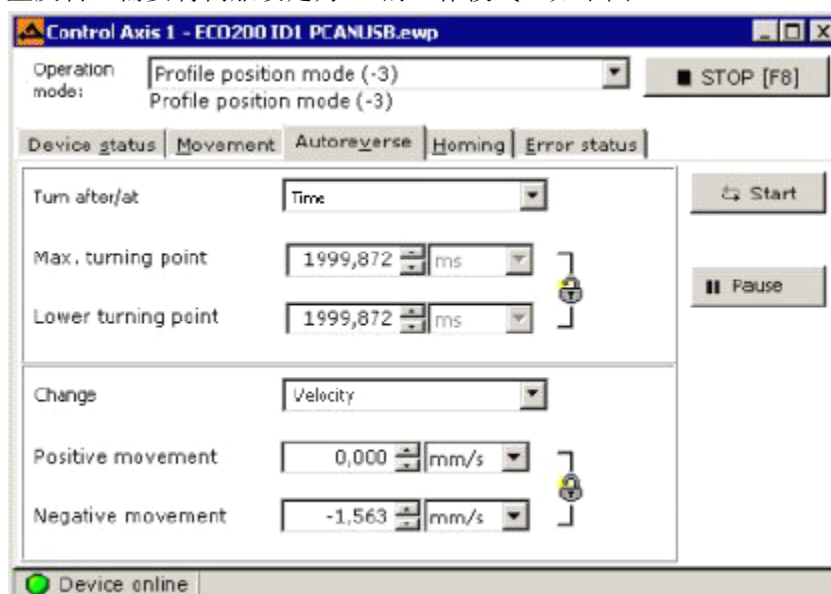 Control Axis 1 - ECO200 ID1 PCANUSB.ewp
Operation mode:
Profile position mode (-3)
STOP [F8]
Profile position mode (-3)
Device status
Movement
Autoreverse
Homing
Error status
Turn after/at
Time
Start
Max. turning point
1999,872
ms
Pause
Lower turning point
1999,872
ms
Change
Velocity
Positive movement
0,000
mm/s
Negative movement
-1,563
mm/s
Device online